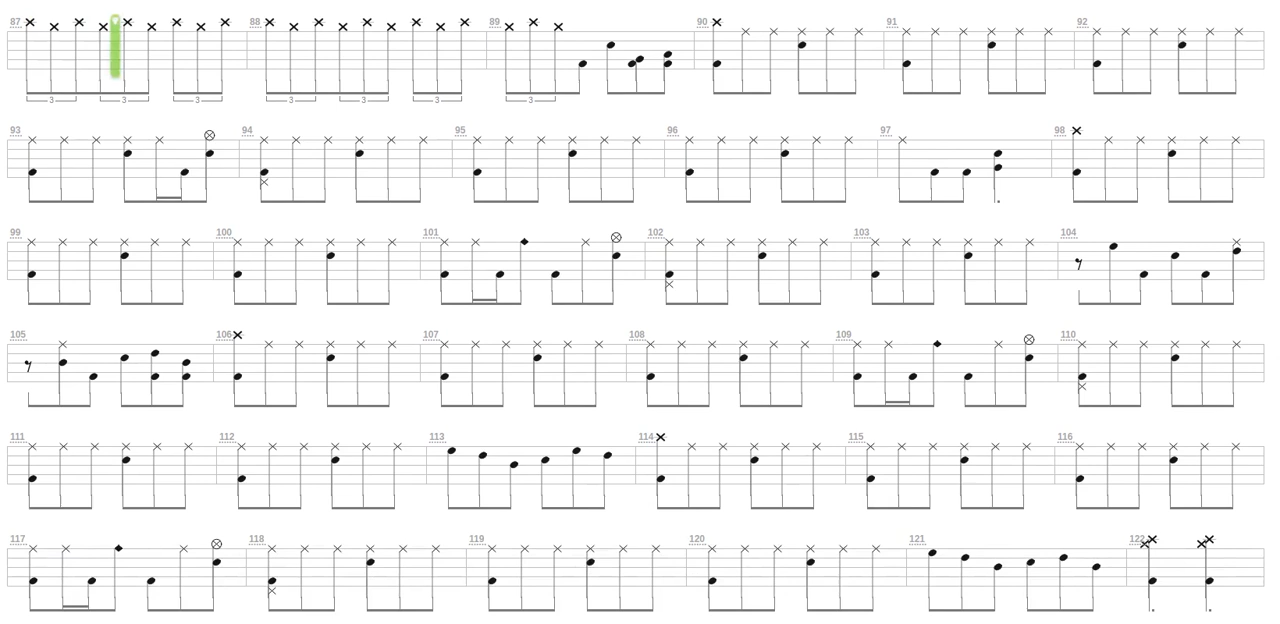 87 88 89 90 91 92
3 3 3 3 3 3 3
93 94 95 96 97 98
99 100 101 102 103 104
105 106 107 108 109 110
111 112 113 114 115 116
117 118 119 120 121 122